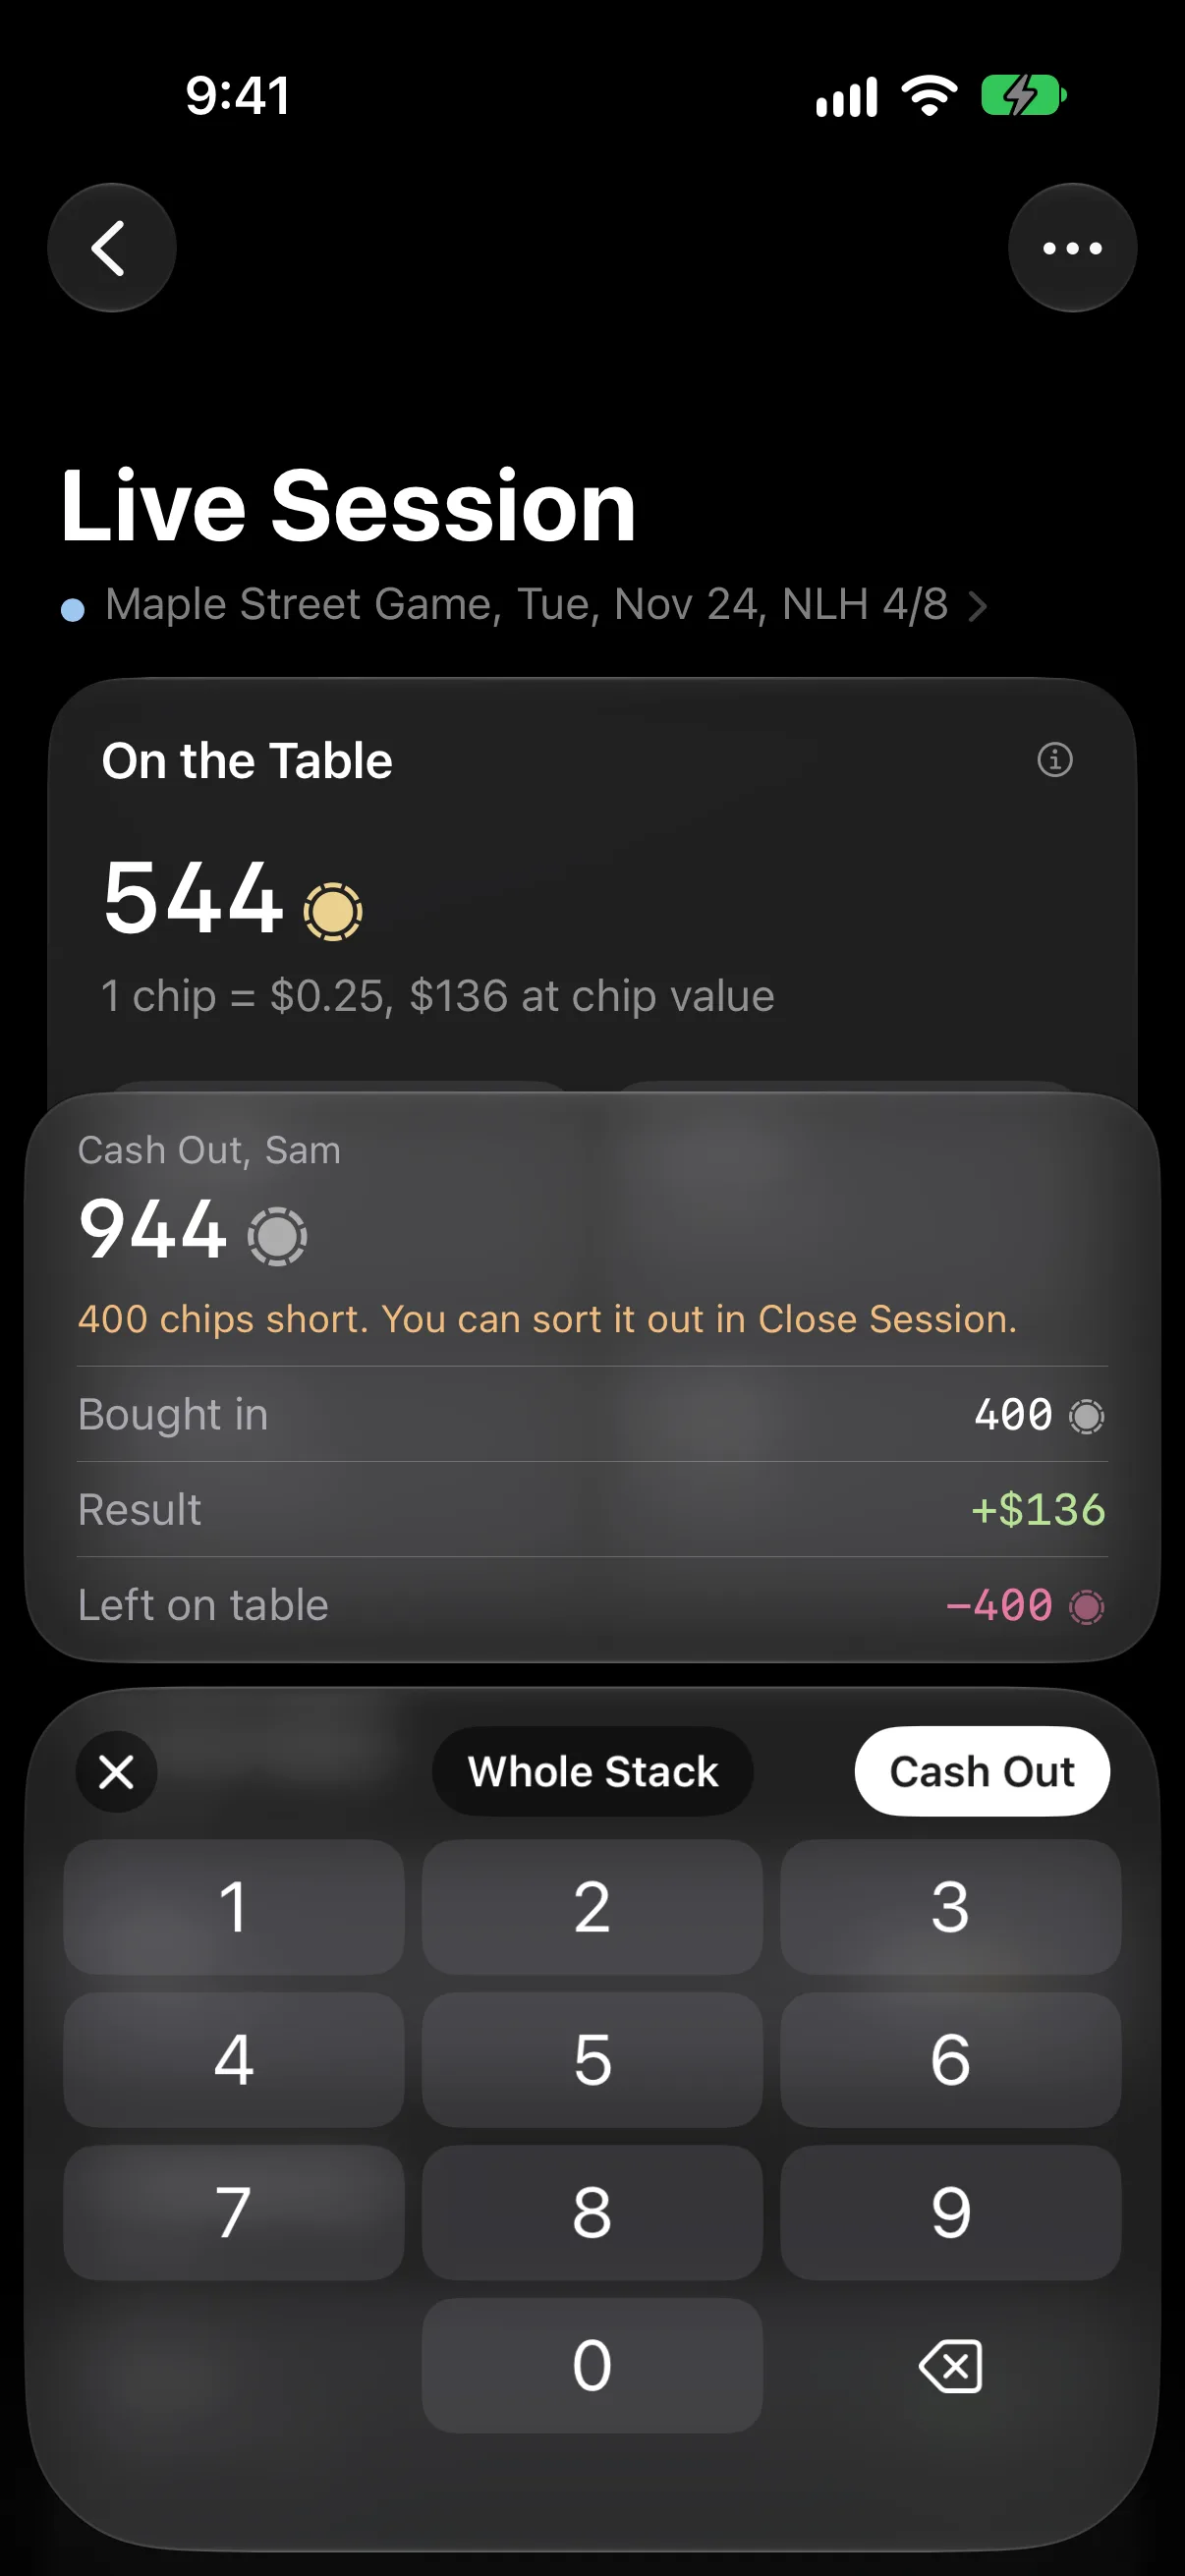 9:41
Live Session
Maple Street Game, Tue, Nov 24, NLH 4/8
On the Table
544
1 chip = $0.25, $136 at chip value
Cash Out, Sam
944
400 chips short. You can sort it out in Close Session.
Bought in 400
Result +$136
Left on table −400
Whole Stack Cash Out
1 2 3
4 5 6
7 8 9
0